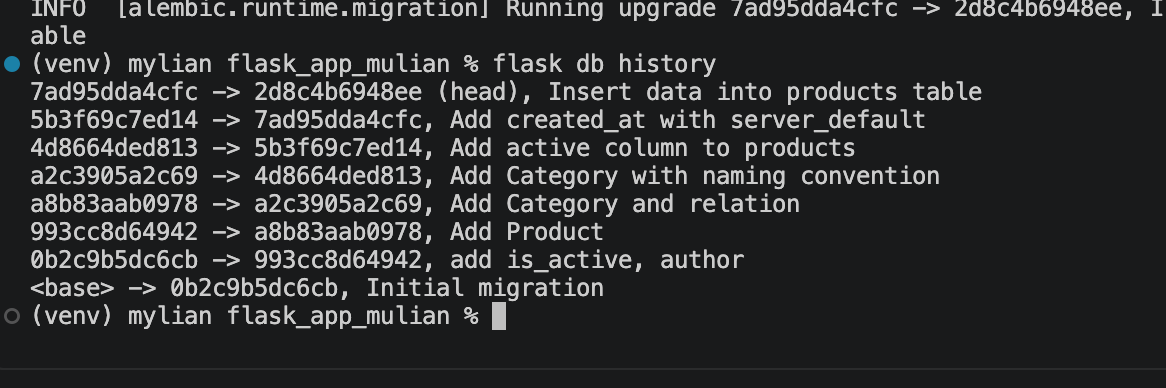 INFO  [alembic.runtime.migration] Running upgrade 7ad95dda4cfc -> 2d8c4b6948ee, I
able
(venv) mylian flask_app_mulian % flask db history
7ad95dda4cfc -> 2d8c4b6948ee (head), Insert data into products table
5b3f69c7ed14 -> 7ad95dda4cfc, Add created_at with server_default
4d8664ded813 -> 5b3f69c7ed14, Add active column to products
a2c3905a2c69 -> 4d8664ded813, Add Category with naming convention
a8b83aab0978 -> a2c3905a2c69, Add Category and relation
993cc8d64942 -> a8b83aab0978, Add Product
0b2c9b5dc6cb -> 993cc8d64942, add is_active, author
<base> -> 0b2c9b5dc6cb, Initial migration
(venv) mylian flask_app_mulian %